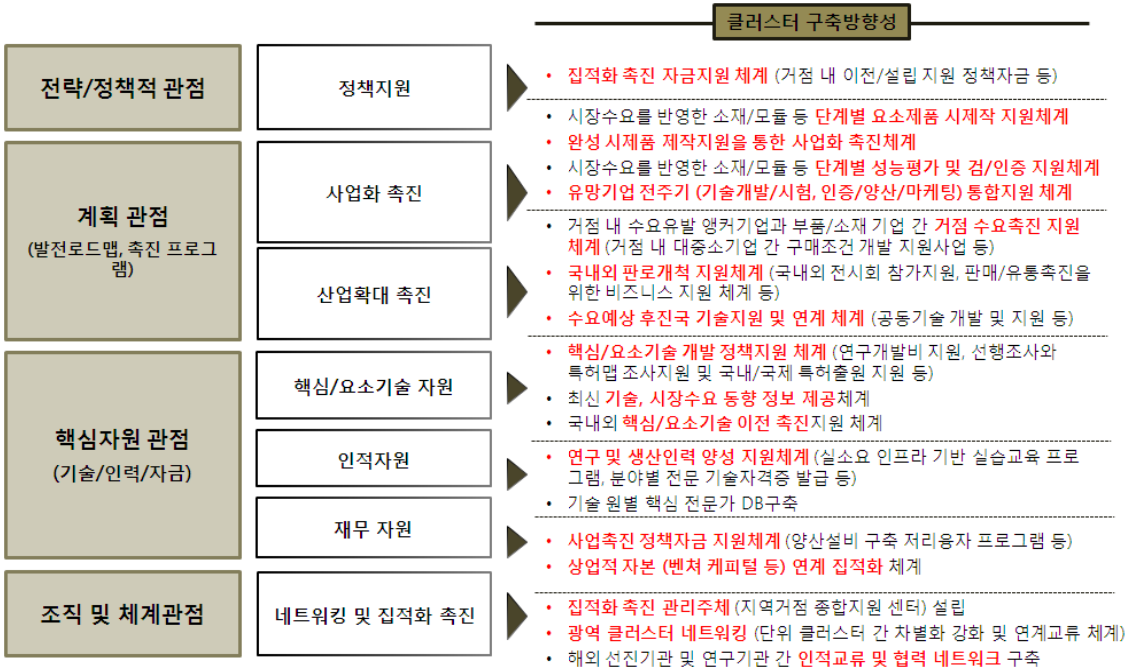 클러스터 구축방향성
전략/정책적 관점
정책지원
• 집적화 촉진 자금지원 체계 (거점 내 이전/설립 지원 정책자금 등)
계획 관점
(발전로드맵, 촉진 프로그
램)
사업화 촉진
• 시장수요를 반영한 소재/모듈 등 단계별 요소제품 시제작 지원체계
• 완성 시제품 제작지원을 통한 사업화 촉진체계
• 시장수요를 반영한 소재/모듈 등 단계별 성능평가 및 검/인증 지원체계
• 유망기업 전주기 (기술개발/시험, 인증/양산/마케팅) 통합지원 체계
산업확대 촉진
• 거점 내 수요유발 앵커기업과 부품/소재 기업 간 거점 수요촉진 지원
체계 (거점 내 대중소기업 간 구매조건 개발 지원사업 등)
• 국내외 판로개척 지원체계 (국내외 전시회 참가지원, 판매/유통촉진을
위한 비즈니스 지원 체계 등)
• 수요예상 후진국 기술지원 및 연계 체계 (공동기술 개발 및 지원 등)
핵심자원 관점
(기술/인력/자금)
핵심/요소기술 자원
• 핵심/요소기술 개발 정책지원 체계 (연구개발비 지원, 선행조사와
특허맵 조사지원 및 국내/국제 특허출원 지원 등)
• 최신 기술, 시장수요 동향 정보 제공체계
• 국내외 핵심/요소기술 이전 촉진지원 체계
인적자원
• 연구 및 생산인력 양성 지원체계 (실소요 인프라 기반 실습교육 프로
그램, 분야별 전문 기술자격증 발급 등)
• 기술 원별 핵심 전문가 DB구축
재무 자원
• 사업촉진 정책자금 지원체계 (양산설비 구축 저리융자 프로그램 등)
• 상업적 자본 (벤쳐 케피털 등) 연계 집적화 체계
조직 및 체계관점
네트워킹 및 집적화 촉진
• 집적화 촉진 관리주체 (지역거점 종합지원 센터) 설립
• 광역 클러스터 네트워킹 (단위 클러스터 간 차별화 강화 및 연계교류 체계)
• 해외 선진기관 및 연구기관 간 인적교류 및 협력 네트워크 구축